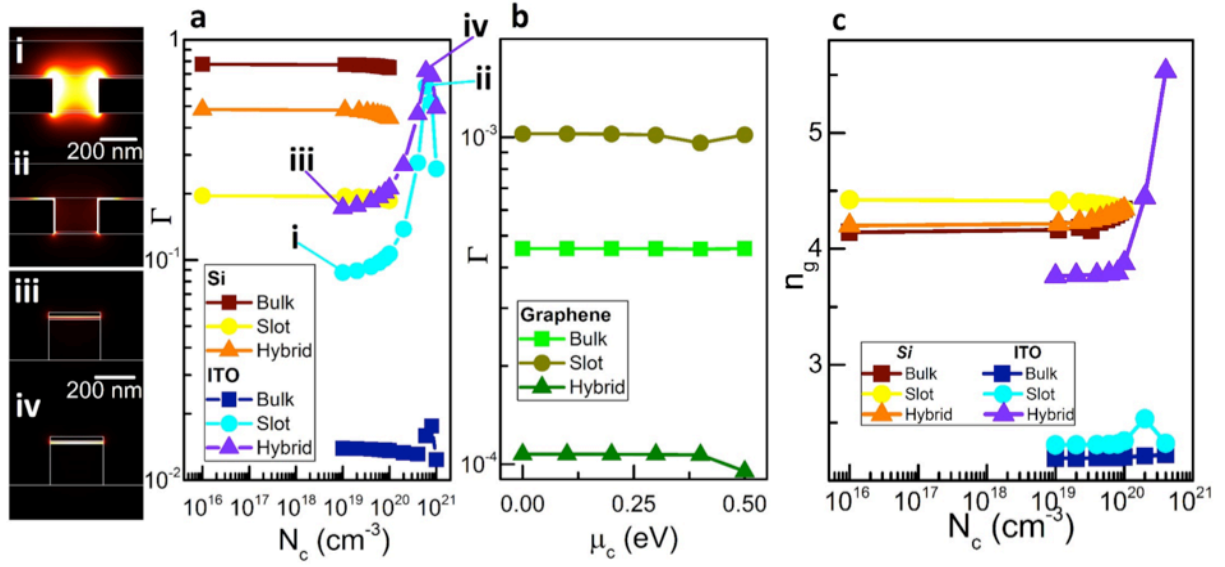 i
200 nm
ii
iii
200 nm
iv
a
1
10⁻¹
10⁻²
Γ
iv
ii
iii
i
Si
Bulk
Slot
Hybrid
ITO
Bulk
Slot
Hybrid
10¹⁶ 10¹⁷ 10¹⁸ 10¹⁹ 10²⁰ 10²¹
N_c (cm⁻³)
b
10⁻³
10⁻⁴
Γ
Graphene
Bulk
Slot
Hybrid
0.00 0.25 0.50
μ_c (eV)
c
5
4
3
n_g
Si ITO
Bulk Bulk
Slot Slot
Hybrid Hybrid
10¹⁶ 10¹⁷ 10¹⁸ 10¹⁹ 10²⁰ 10²¹
N_c (cm⁻³)